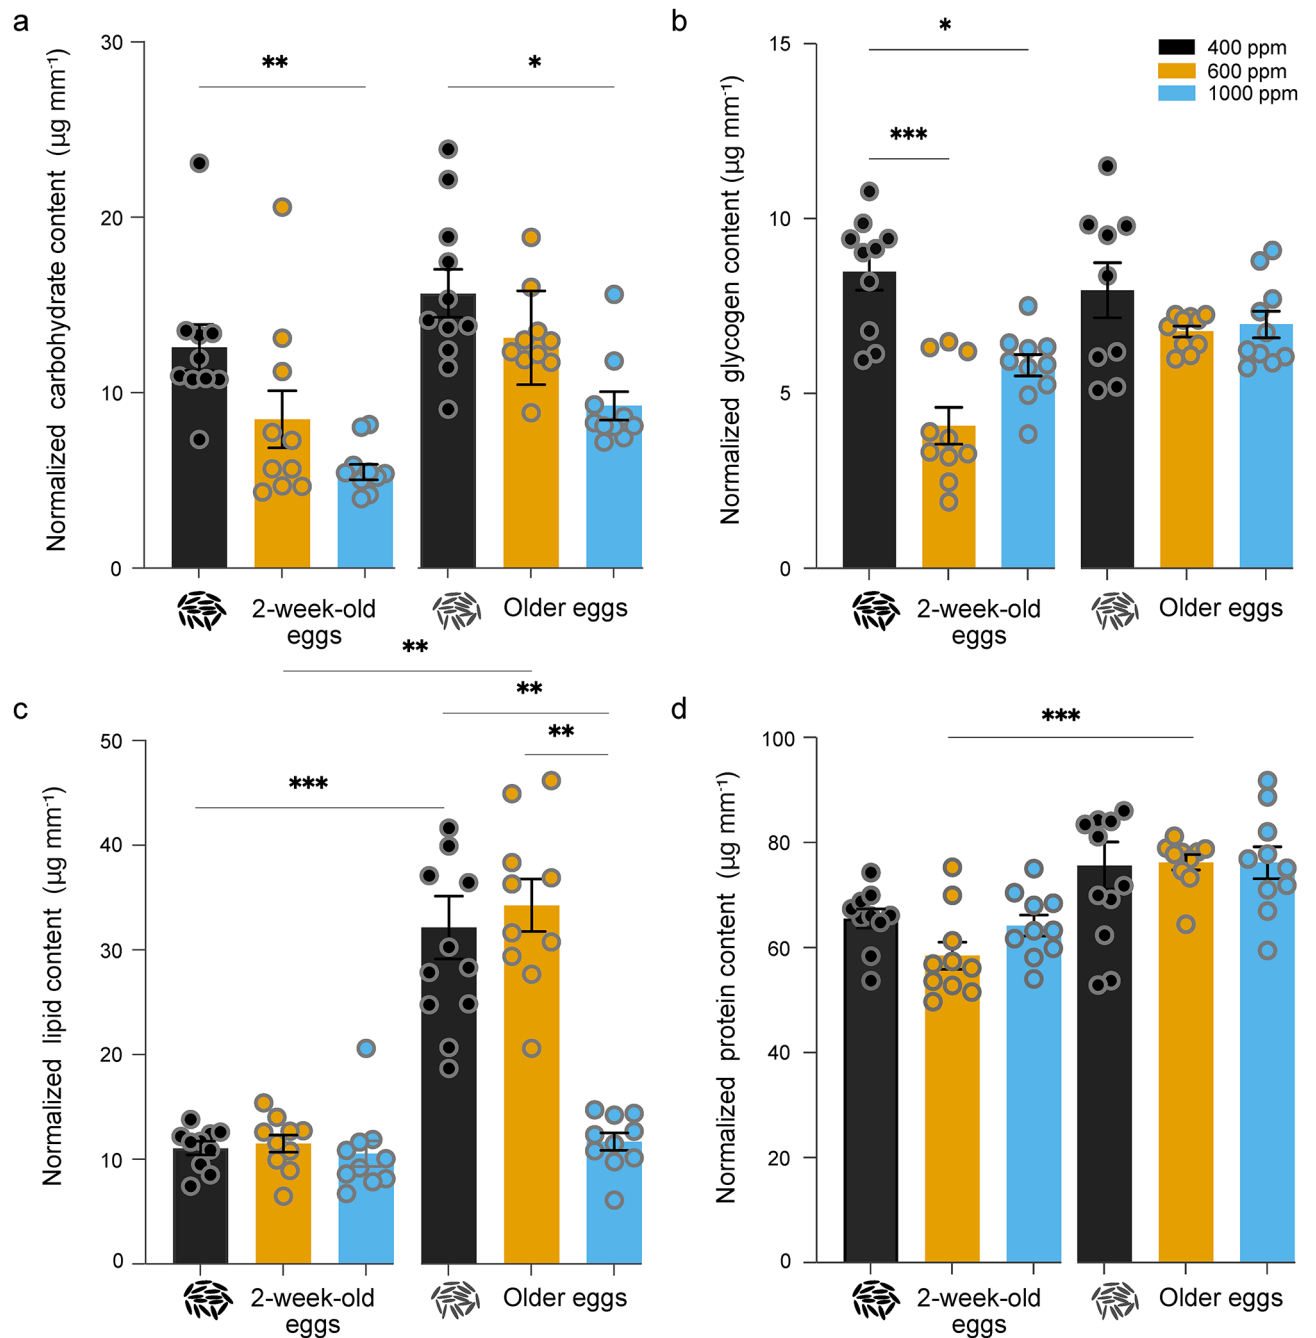 a
Normalized carbohydrate content (µg mm-1)
30
20
10
0
**
*
2-week-old
eggs
Older eggs
b
Normalized glycogen content (µg mm-1)
15
10
5
0
*
***
400 ppm
600 ppm
1000 ppm
2-week-old
eggs
Older eggs
c
Normalized lipid content (µg mm-1)
50
40
30
20
10
0
**
**
**
***
2-week-old
eggs
Older eggs
d
Normalized protein content (µg mm-1)
100
80
60
40
20
0
***
2-week-old
eggs
Older eggs